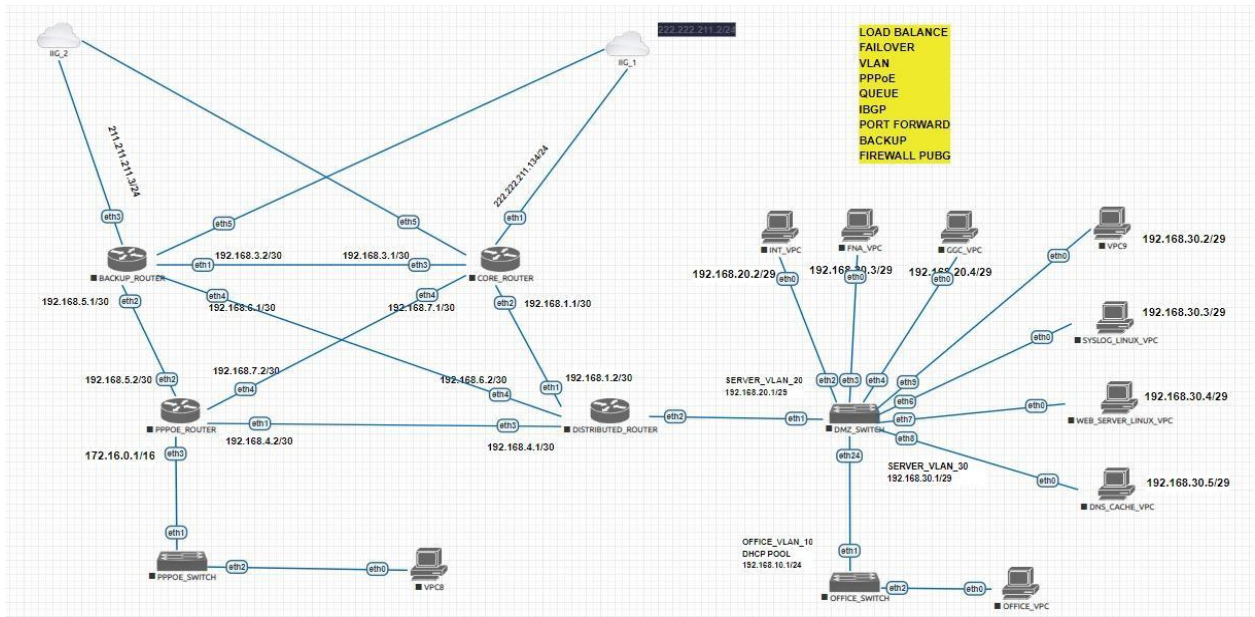 222.222.211.2/24
LOAD BALANCE
FAILOVER
VLAN
PPPoE
QUEUE
IBGP
PORT FORWARD
BACKUP
FIREWALL PUBG
IIG_2
IIG_1
211.211.211.3/24
222.222.211.134/24
eth3
eth5
eth5
eth1
192.168.3.2/30
192.168.3.1/30
eth1
eth3
BACKUP_ROUTER
CORE_ROUTER
192.168.5.1/30
eth2
eth4
192.168.6.1/30
192.168.7.1/30
eth4
eth2
192.168.1.1/30
INT_VPC
FNA_VPC
GGC_VPC
VPC9
192.168.30.2/29
192.168.20.2/29
192.168.20.3/29
192.168.20.4/29
eth0
eth0
eth0
eth0
192.168.30.3/29
SYSLOG_LINUX_VPC
eth0
192.168.5.2/30
eth2
192.168.7.2/30
eth4
192.168.6.2/30
eth4
192.168.1.2/30
eth1
SERVER_VLAN_20
192.168.20.1/29
eth2
eth3
eth4
eth9
eth6
eth7
eth8
eth0
192.168.30.4/29
WEB_SERVER_LINUX_VPC
PPPOE_ROUTER
eth1
192.168.4.2/30
eth3
192.168.4.1/30
DISTRIBUTED_ROUTER
eth2
eth1
DMZ_SWITCH
172.16.0.1/16
eth3
eth24
SERVER_VLAN_30
192.168.30.1/29
eth0
192.168.30.5/29
DNS_CACHE_VPC
eth1
PPPOE_SWITCH
eth2
eth0
VPC8
OFFICE_VLAN_10
DHCP POOL
192.168.10.1/24
eth1
OFFICE_SWITCH
eth2
eth0
OFFICE_VPC